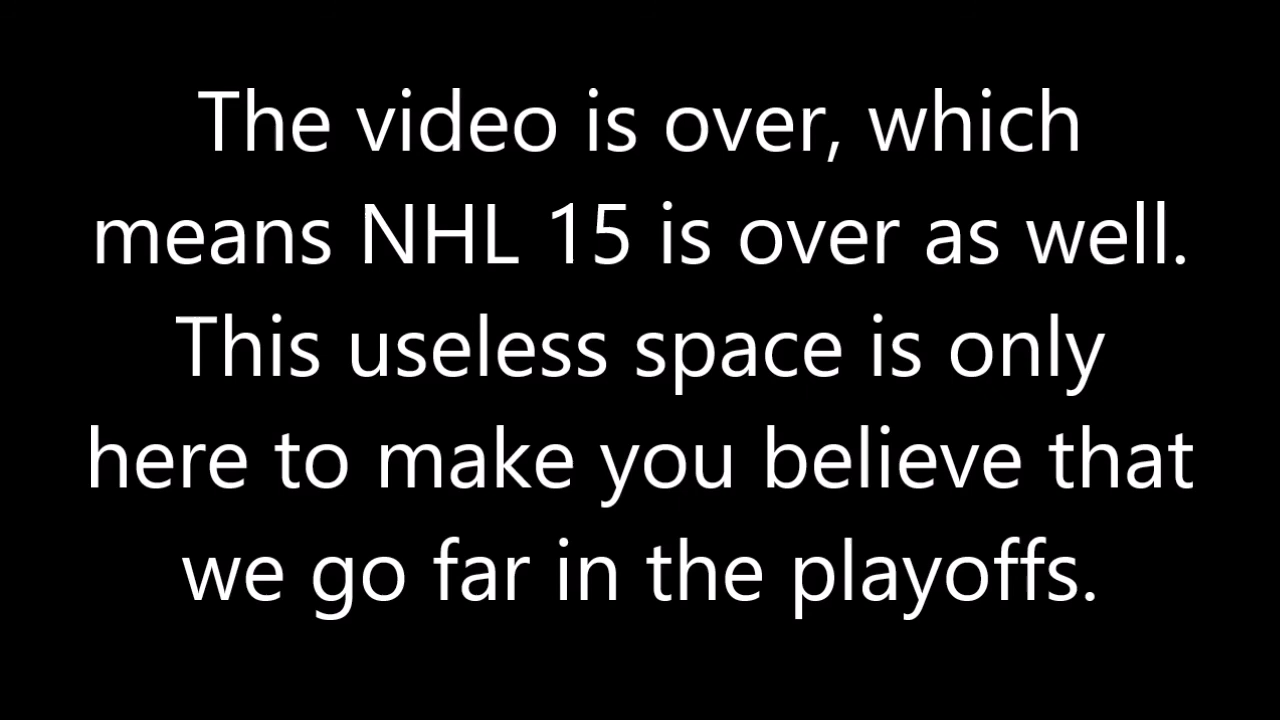 The video is over, which
means NHL 15 is over as well.
This useless space is only
here to make you believe that
we go far in the playoffs.